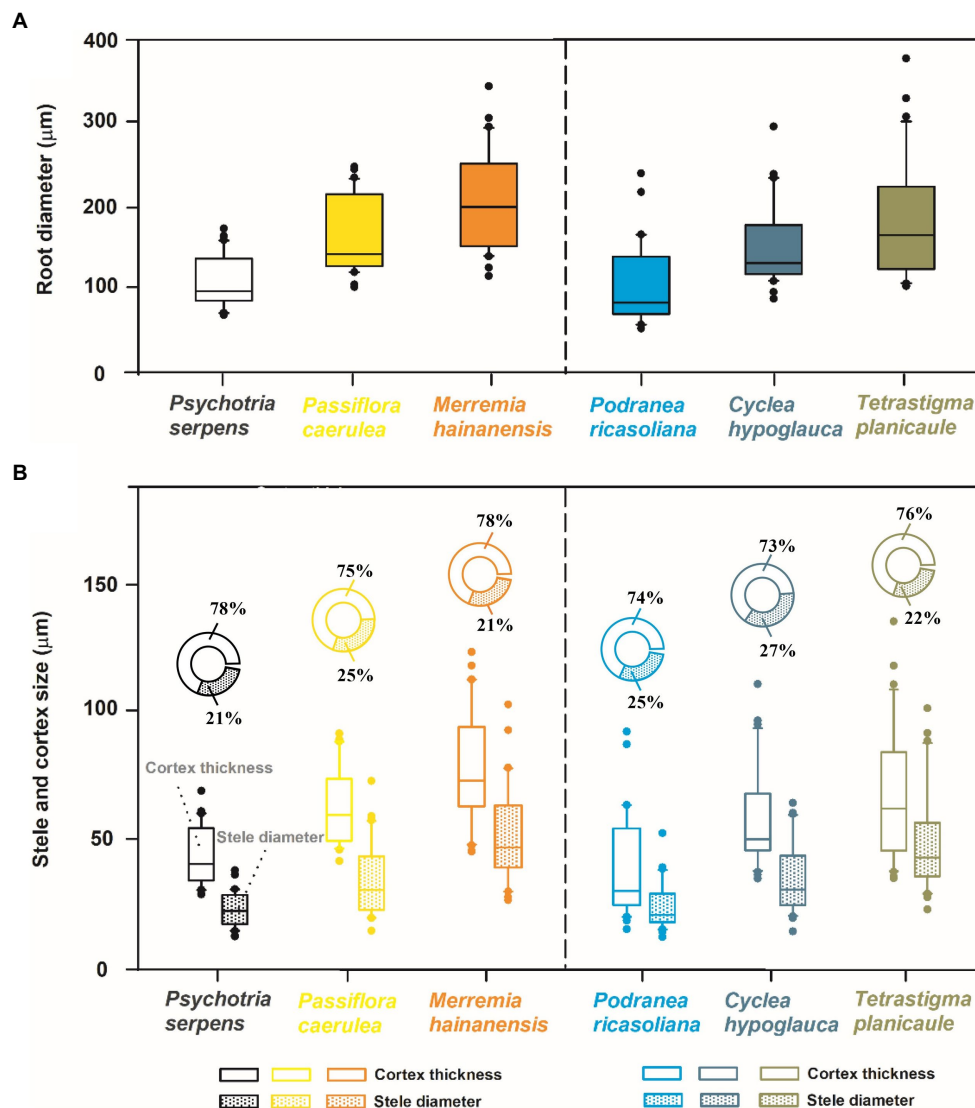 A
Root diameter (μm)
400
300
200
100
0
Psychotria serpens
Passiflora caerulea
Merremia hainanensis
Podranea ricasoliana
Cyclea hypoglauca
Tetrastigma planicaule
B
Stele and cortex size (μm)
150
100
50
0
78%
21%
75%
25%
78%
21%
74%
25%
73%
27%
76%
22%
Cortex thickness
Stele diameter
Psychotria serpens
Passiflora caerulea
Merremia hainanensis
Podranea ricasoliana
Cyclea hypoglauca
Tetrastigma planicaule
Cortex thickness
Stele diameter
Cortex thickness
Stele diameter